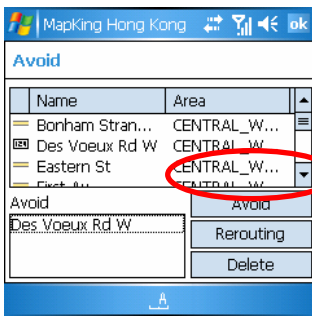 MapKing Hong Kong ok
Avoid
Name Area
Bonham Stran... CENTRAL_W...
Des Voeux Rd W CENTRAL_W...
Eastern St CENTRAL_W...
Avoid Avoid
Des Voeux Rd W
Rerouting
Delete
A